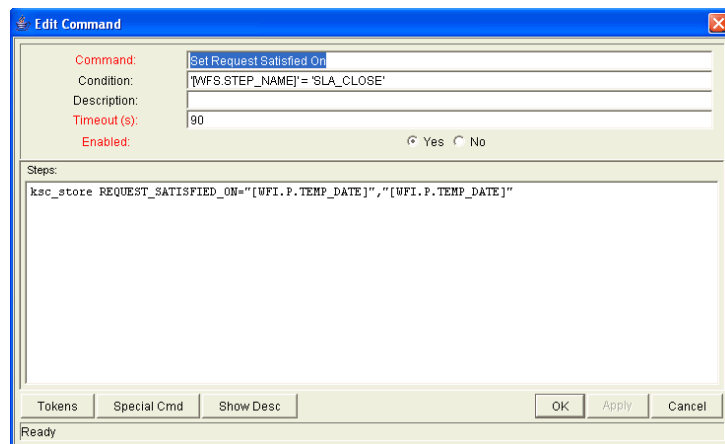 Edit Command
Command: Set Request Satisfied On
Condition: '[WFS.STEP_NAME]' = 'SLA_CLOSE'
Description:
Timeout (s): 90
Enabled: Yes No
Steps:
ksc_store REQUEST_SATISFIED_ON="[WFI.P.TEMP_DATE]","[WFI.P.TEMP_DATE]"
Tokens Special Cmd Show Desc OK Apply Cancel
Ready